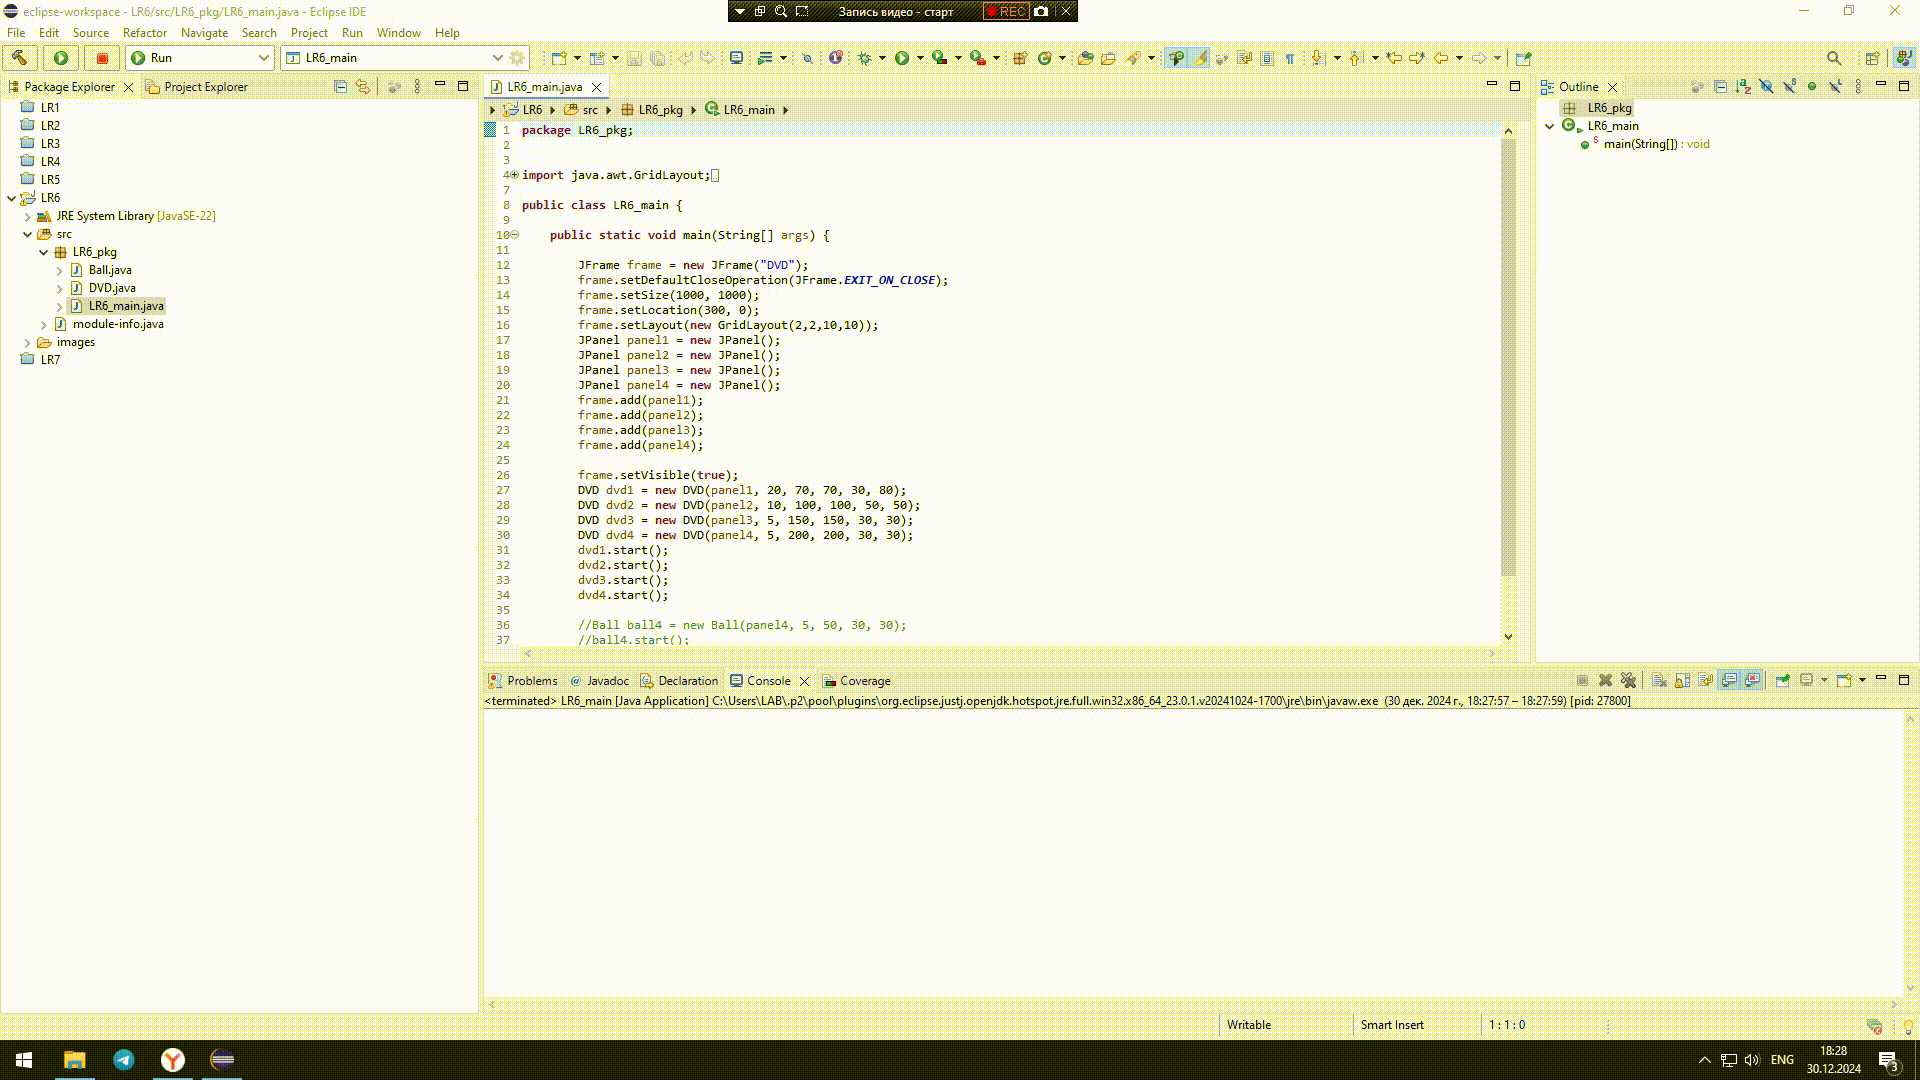 eclipse-workspace - LR6/src/LR6_pkg/LR6_main.java - Eclipse IDE
Запись видео - старт
REC
File Edit Source Refactor Navigate Search Project Run Window Help
Run
LR6_main
Package Explorer
Project Explorer
LR1
LR2
LR3
LR4
LR5
LR6
JRE System Library [JavaSE-22]
src
LR6_pkg
Ball.java
DVD.java
LR6_main.java
module-info.java
images
LR7
LR6_main.java
LR6 src LR6_pkg LR6_main
1 package LR6_pkg;
2
3
4 import java.awt.GridLayout;
7
8 public class LR6_main {
9
10 public static void main(String[] args) {
11
12 JFrame frame = new JFrame("DVD");
13 frame.setDefaultCloseOperation(JFrame.EXIT_ON_CLOSE);
14 frame.setSize(1000, 1000);
15 frame.setLocation(300, 0);
16 frame.setLayout(new GridLayout(2,2,10,10));
17 JPanel panel1 = new JPanel();
18 JPanel panel2 = new JPanel();
19 JPanel panel3 = new JPanel();
20 JPanel panel4 = new JPanel();
21 frame.add(panel1);
22 frame.add(panel2);
23 frame.add(panel3);
24 frame.add(panel4);
25
26 frame.setVisible(true);
27 DVD dvd1 = new DVD(panel1, 20, 70, 70, 30, 80);
28 DVD dvd2 = new DVD(panel2, 10, 100, 100, 50, 50);
29 DVD dvd3 = new DVD(panel3, 5, 150, 150, 30, 30);
30 DVD dvd4 = new DVD(panel4, 5, 200, 200, 30, 30);
31 dvd1.start();
32 dvd2.start();
33 dvd3.start();
34 dvd4.start();
35
36 //Ball ball4 = new Ball(panel4, 5, 50, 30, 30);
37 //ball4.start();
Outline
LR6_pkg
LR6_main
main(String[]) : void
Problems Javadoc Declaration Console Coverage
<terminated> LR6_main [Java Application] C:\Users\LAB\.p2\pool\plugins\org.eclipse.justj.openjdk.hotspot.jre.full.win32.x86_64_23.0.1.v20241024-1700\jre\bin\javaw.exe (30 дек. 2024 г., 18:27:57 – 18:27:59) [pid: 27800]
Writable
Smart Insert
1 : 1 : 0
ENG
18:28
30.12.2024
3